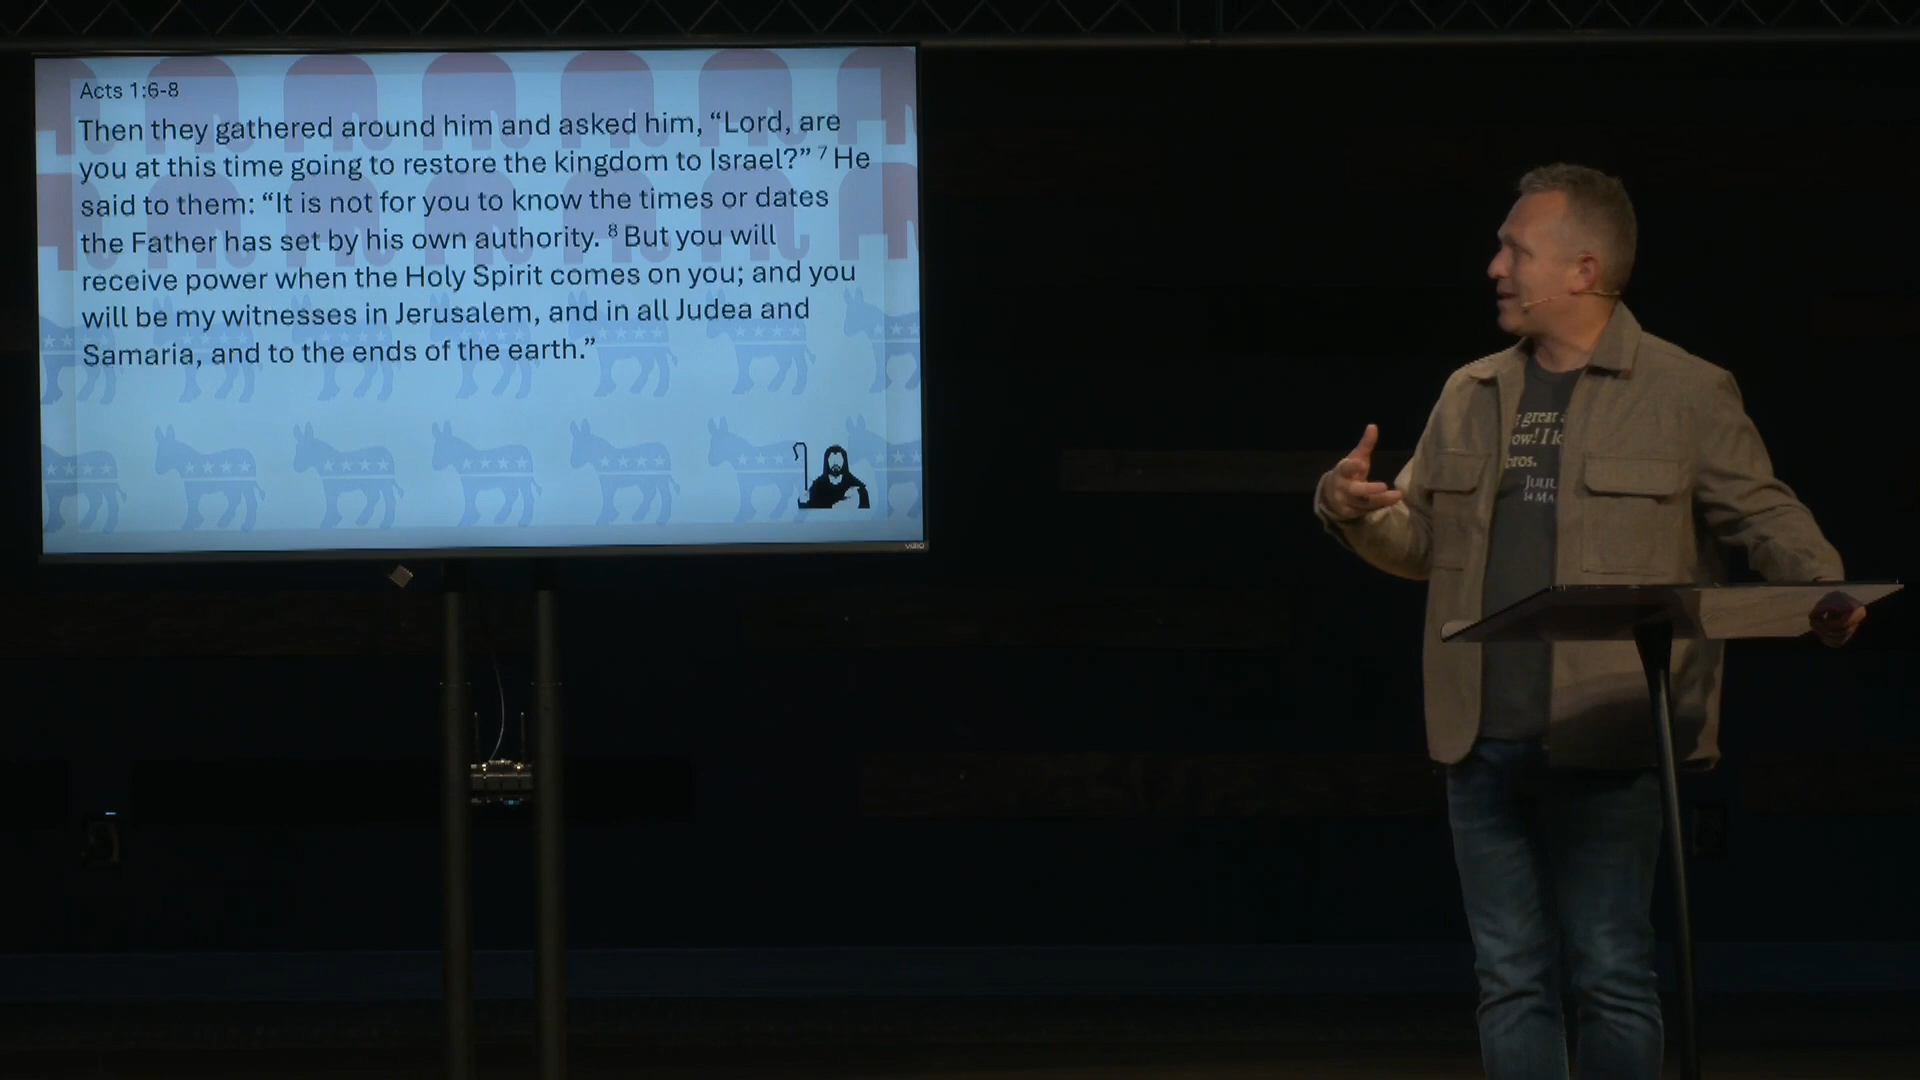 Acts 1:6-8
Then they gathered around him and asked him, “Lord, are
you at this time going to restore the kingdom to Israel?” ⁷ He
said to them: “It is not for you to know the times or dates
the Father has set by his own authority. ⁸ But you will
receive power when the Holy Spirit comes on you; and you
will be my witnesses in Jerusalem, and in all Judea and
Samaria, and to the ends of the earth.”
VIZIO
great
ow! I
bros.